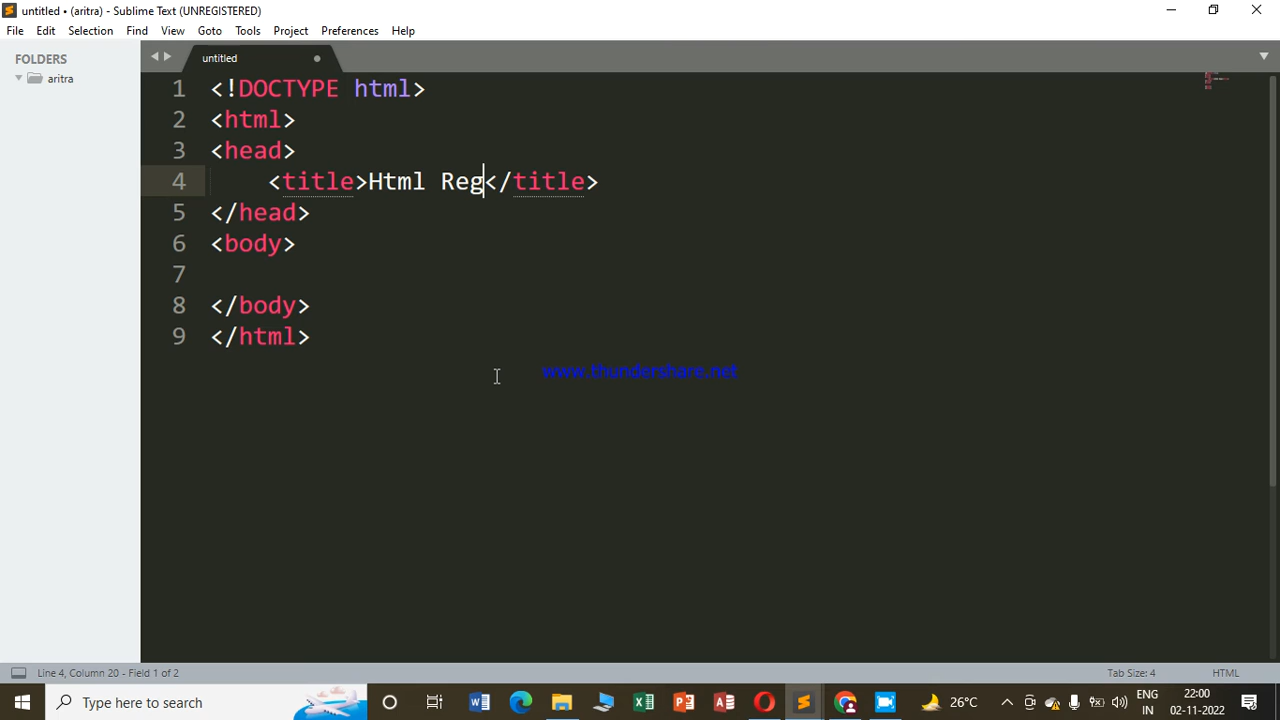 untitled • (aritra) - Sublime Text (UNREGISTERED)
File Edit Selection Find View Goto Tools Project Preferences Help
FOLDERS
aritra
untitled
1 <!DOCTYPE html>
2 <html>
3 <head>
4 <title>Html Reg</title>
5 </head>
6 <body>
7
8 </body>
9 </html>
www.thundershare.net
Line 4, Column 20 - Field 1 of 2
Tab Size: 4
HTML
Type here to search
26°C
ENG
IN
22:00
02-11-2022